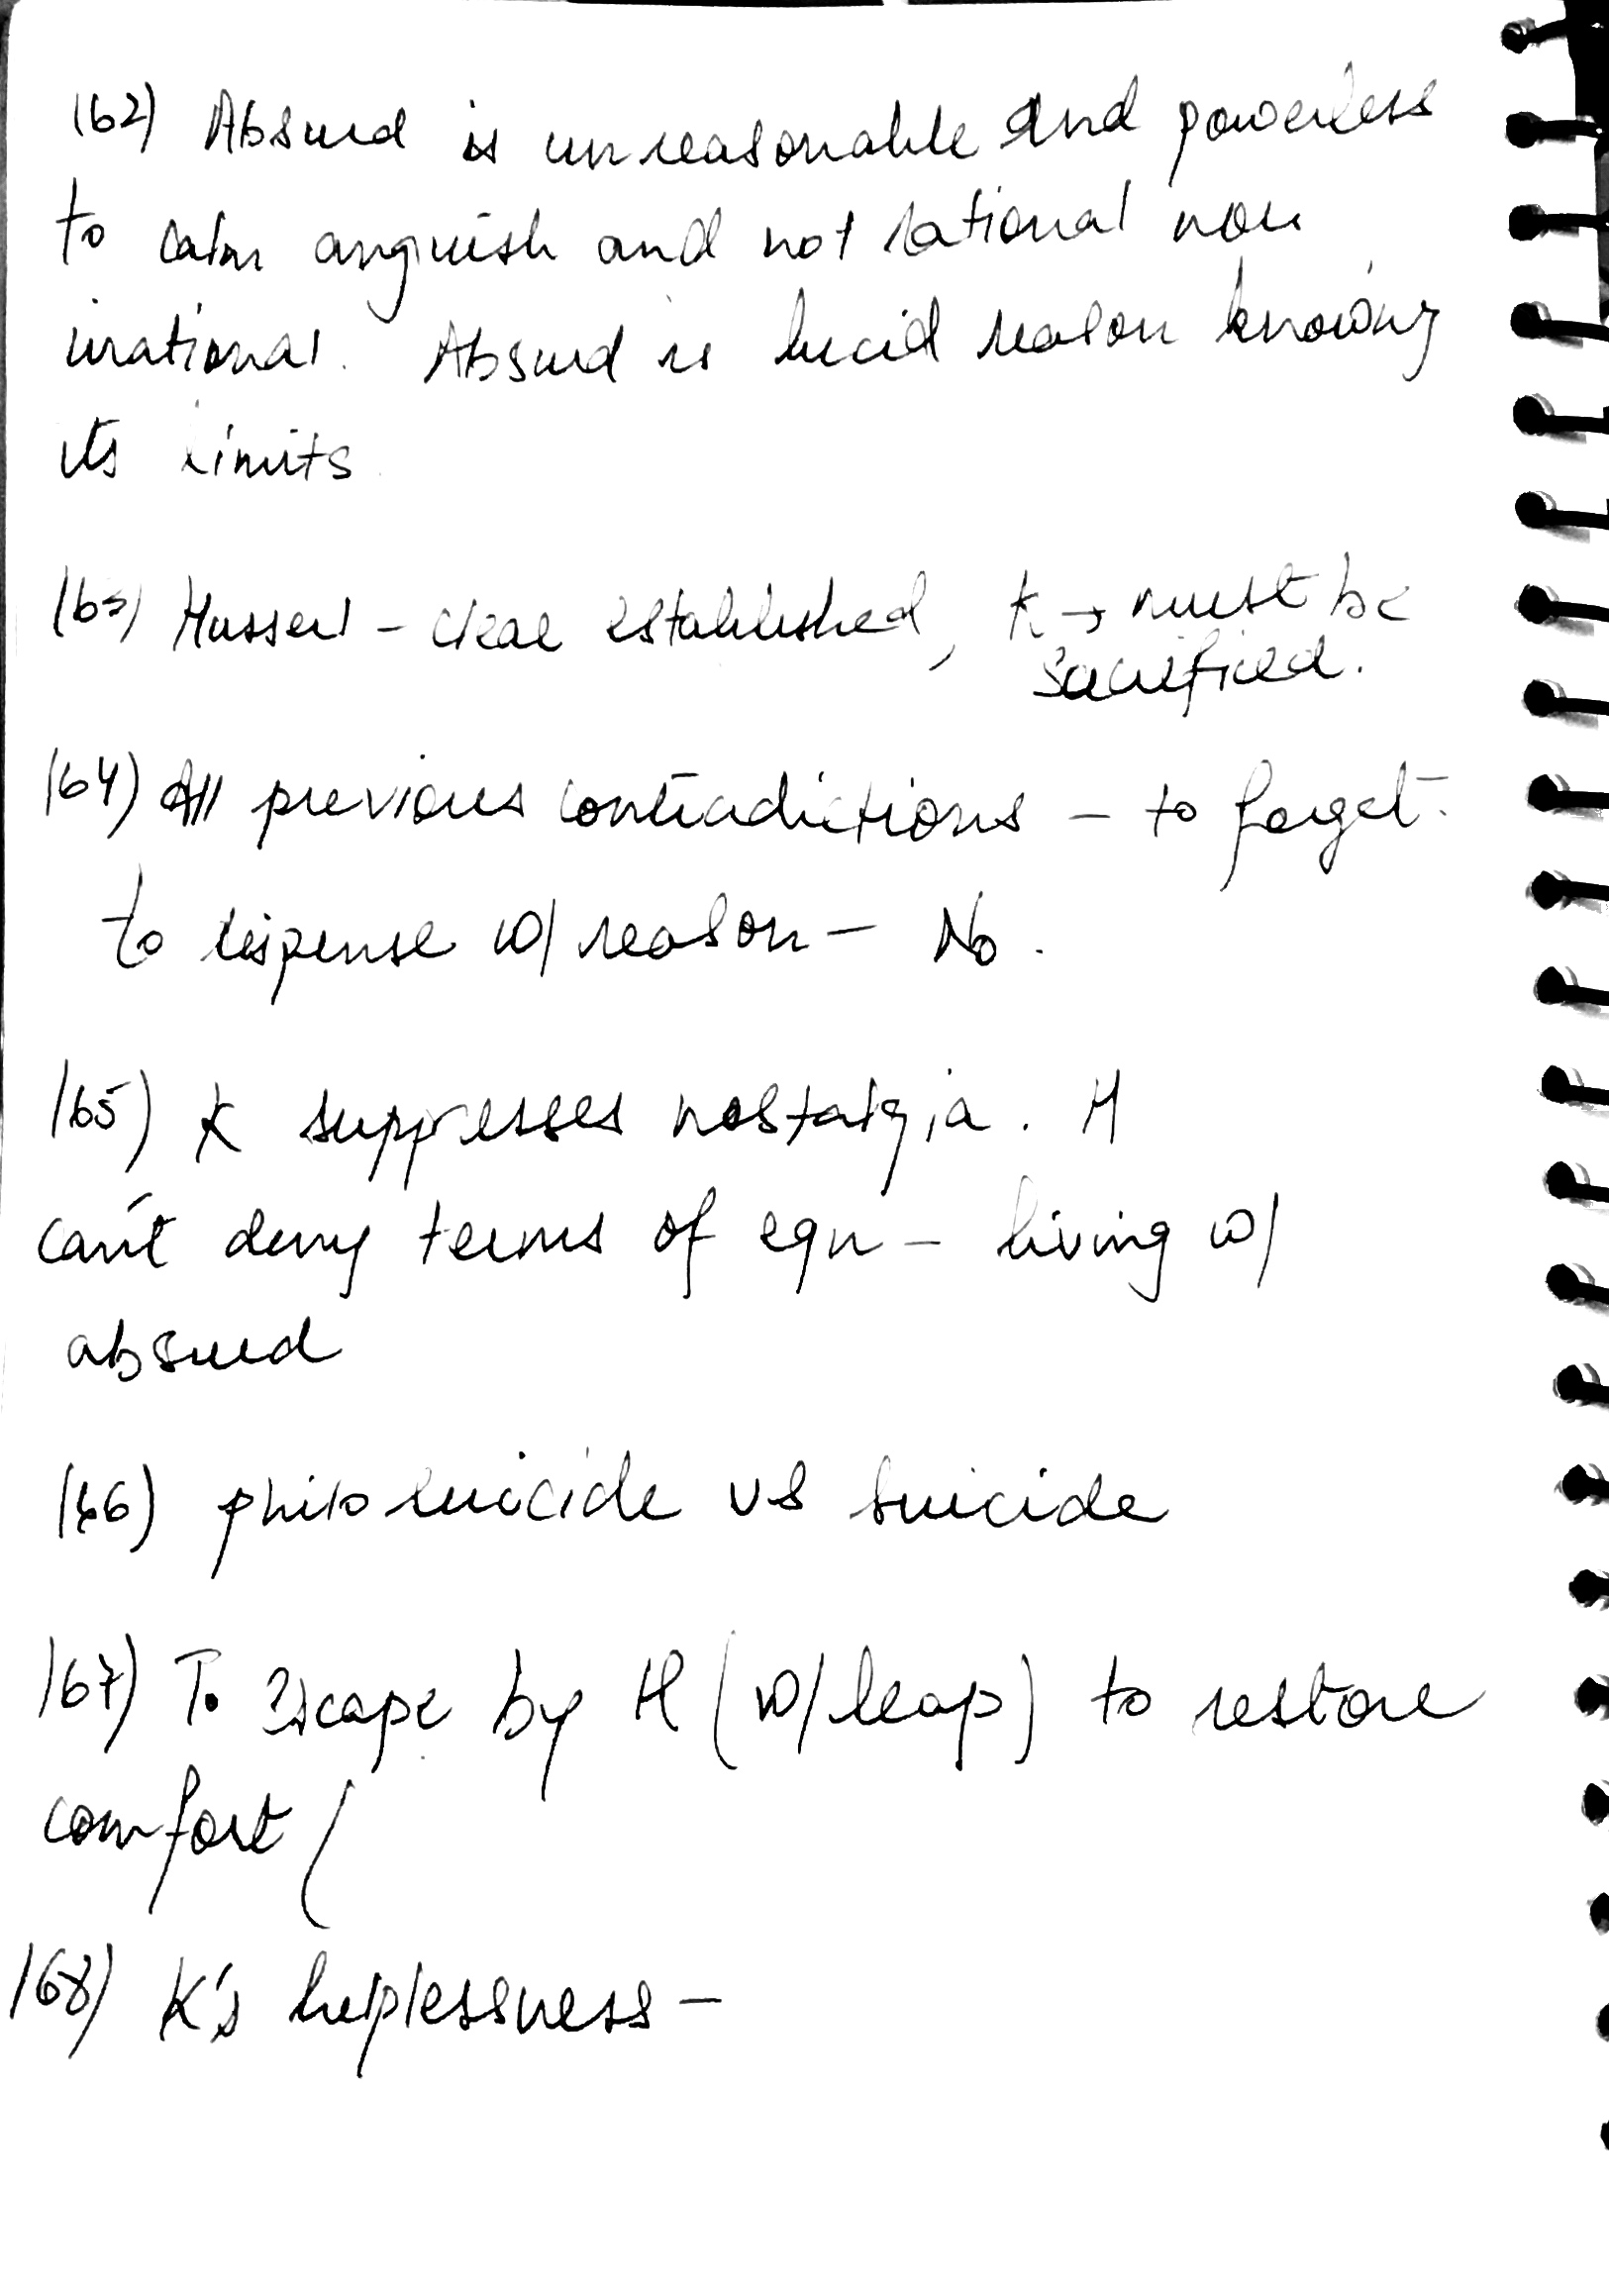 162) Absurd is unreasonable and powerless
to calm anguish and not rational nor
irrational. Absurd is lucid reason knowing
its limits
163) Husserl - clear established, K → must be
sacrified.
164) All previous contradictions - to forget.
to dispense w/ reason - No.
165) K suppresses nostalgia. H
can't deny terms of eqn - living w/
absurd
166) philo suicide vs suicide
167) To Escape by H (w/ leap) to restore
comfort (
168) K's heplessness -